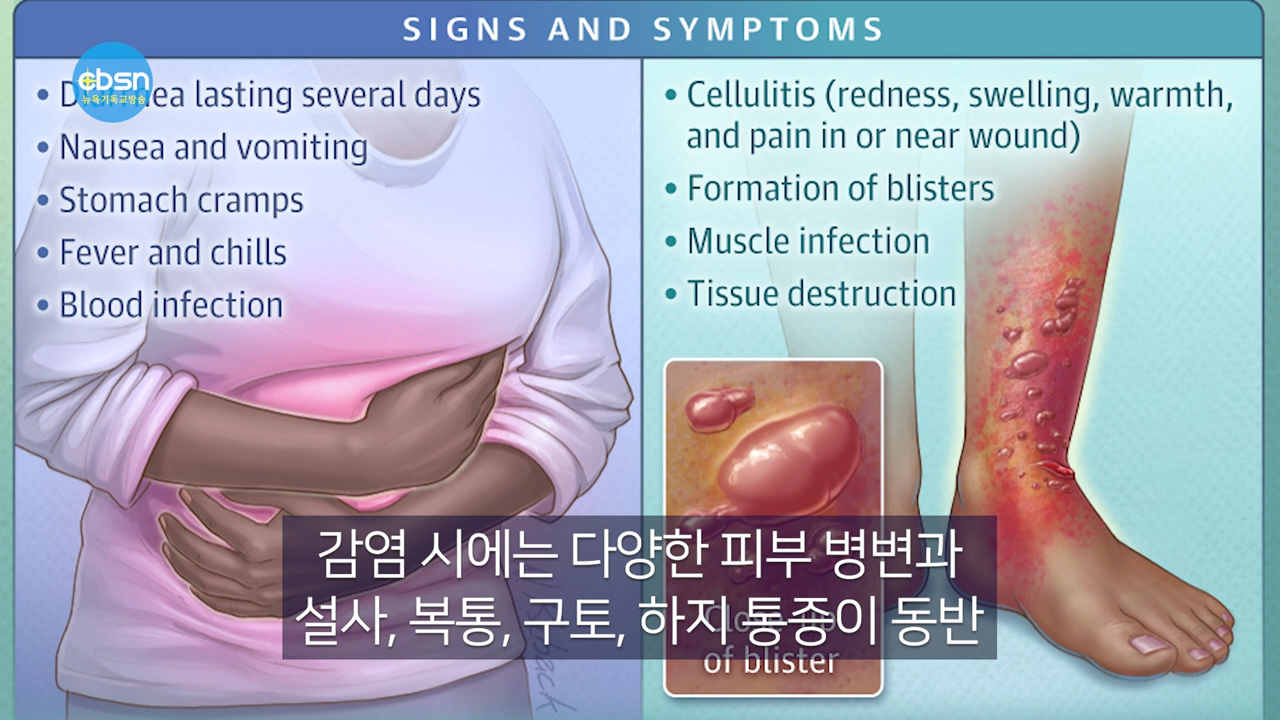 SIGNS AND SYMPTOMS
cbsn
뉴욕기독교방송
• lasting several days
• Nausea and vomiting
• Stomach cramps
• Fever and chills
• Blood infection
• Cellulitis (redness, swelling, warmth,
and pain in or near wound)
• Formation of blisters
• Muscle infection
• Tissue destruction
Close-up
of blister
감염 시에는 다양한 피부 병변과
설사, 복통, 구토, 하지 통증이 동반